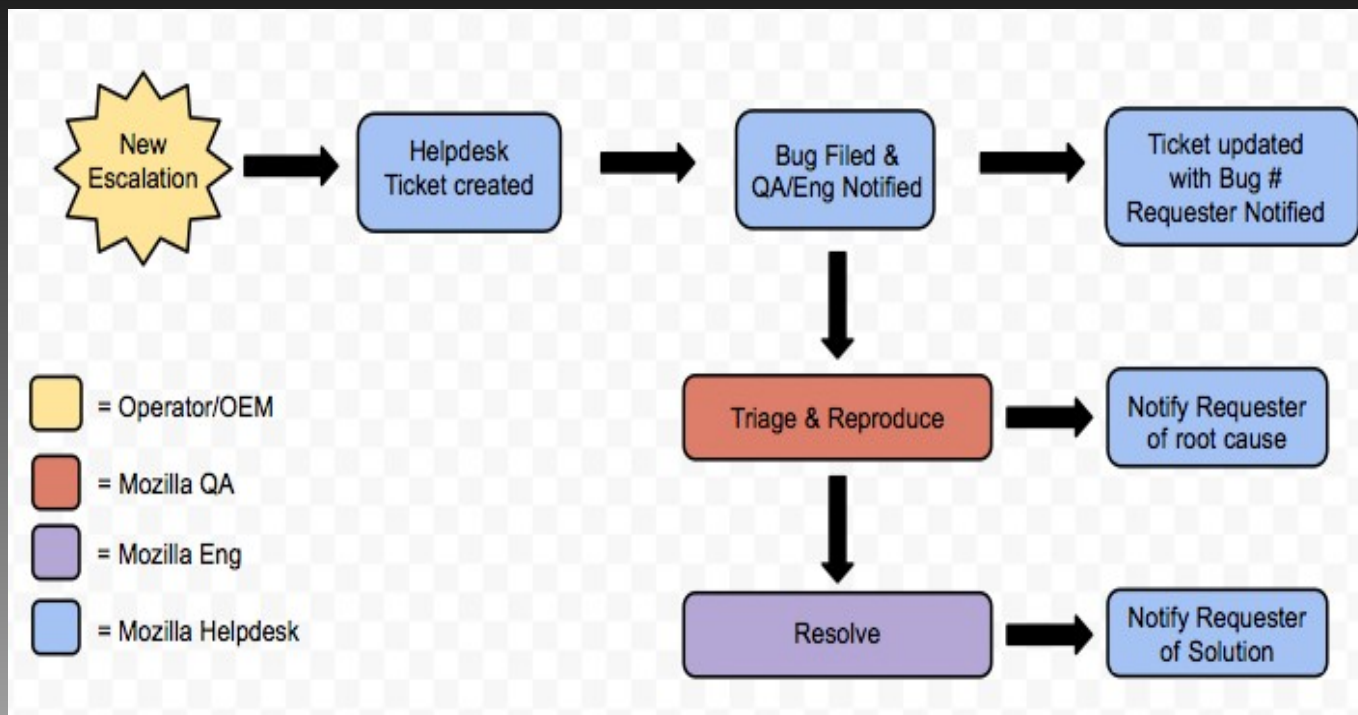 New
Escalation
Helpdesk
Ticket created
Bug Filed &
QA/Eng Notified
Ticket updated
with Bug #
Requester Notified
Triage & Reproduce
Notify Requester
of root cause
Resolve
Notify Requester
of Solution
= Operator/OEM
= Mozilla QA
= Mozilla Eng
= Mozilla Helpdesk